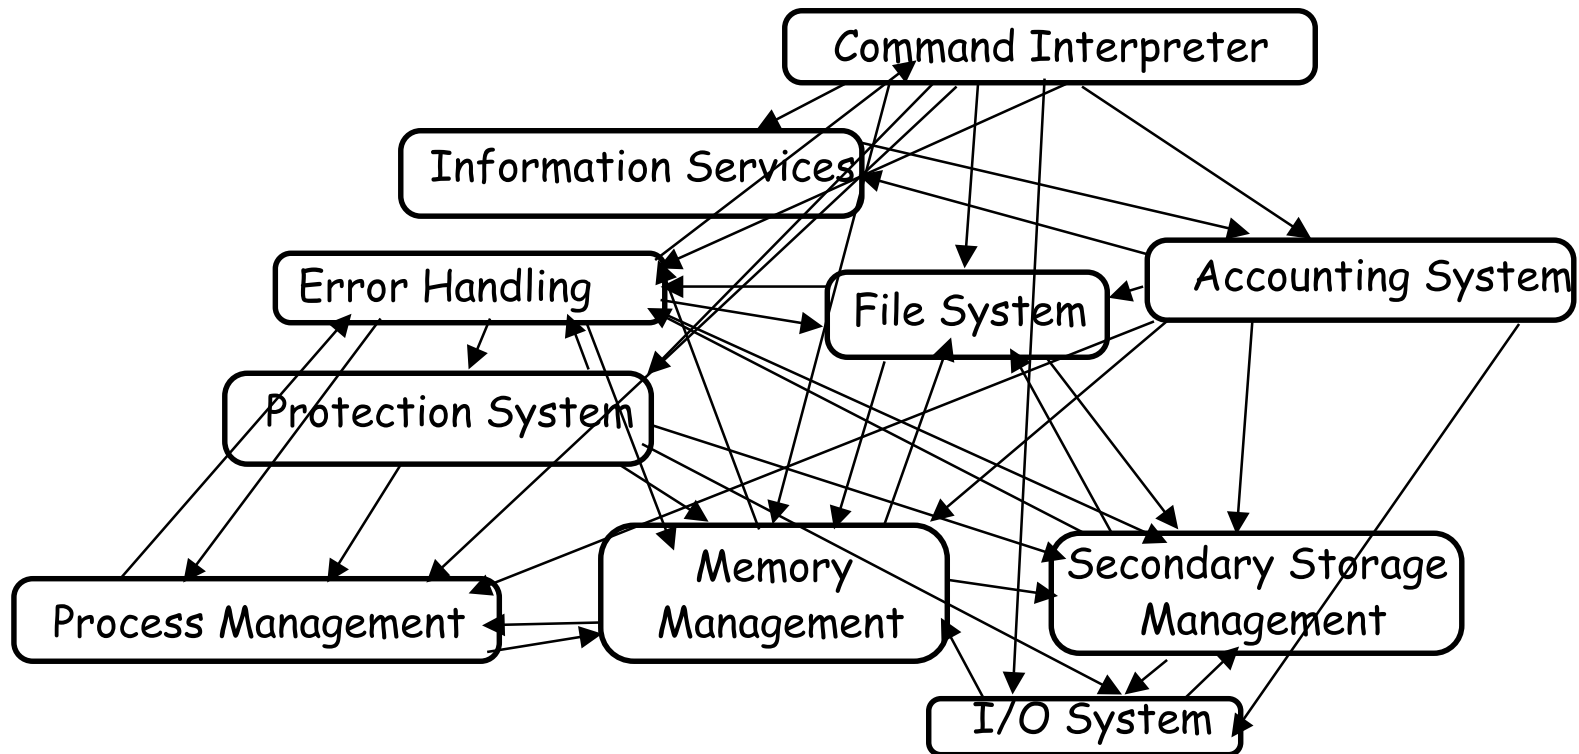 Command Interpreter
Information Services
Error Handling
File System
Accounting System
Protection System
Memory
Management
Secondary Storage
Management
Process Management
I/O System